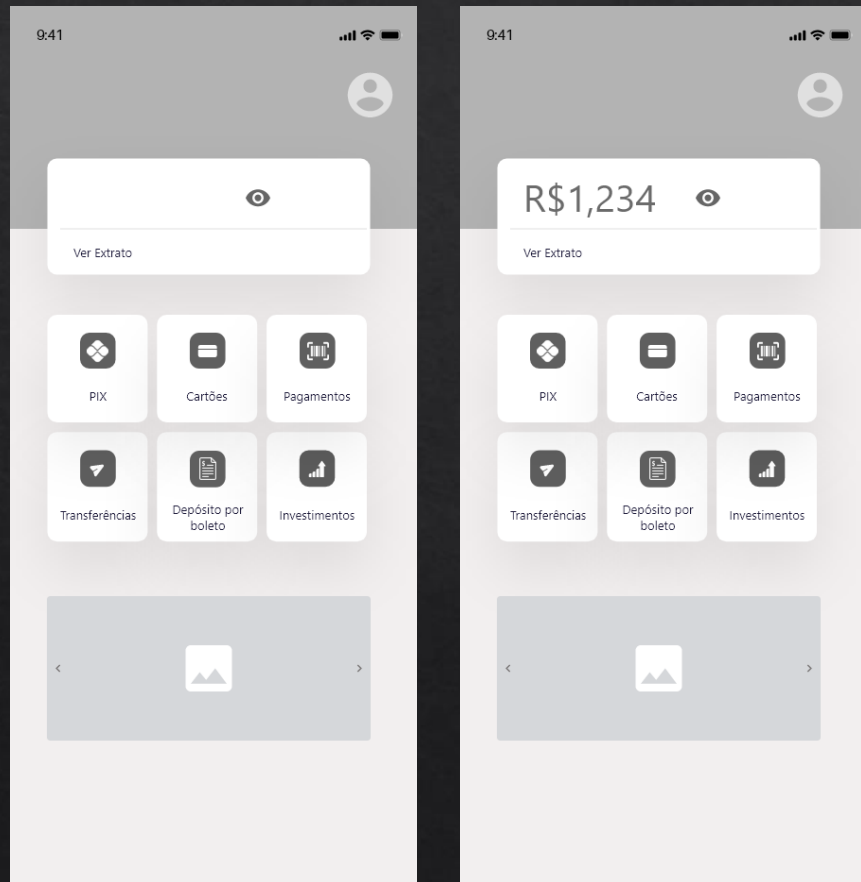 9:41
Ver Extrato
PIX
Cartões
Pagamentos
Transferências
Depósito por
boleto
Investimentos
9:41
R$1,234
Ver Extrato
PIX
Cartões
Pagamentos
Transferências
Depósito por
boleto
Investimentos